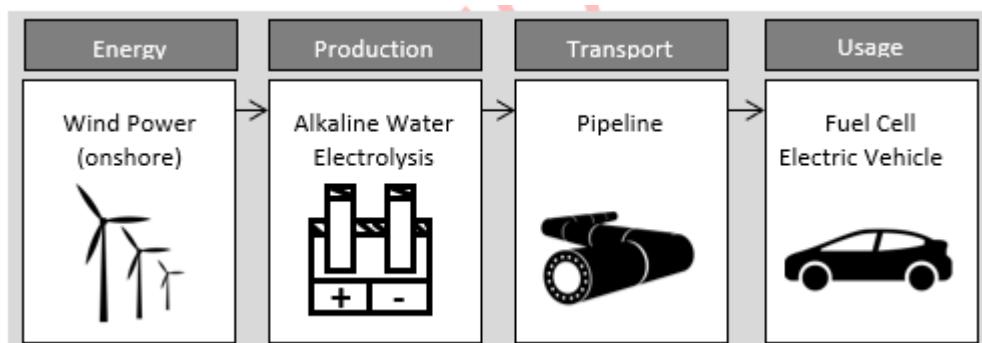 Energy
Production
Transport
Usage
Wind Power
(onshore)
Alkaline Water
Electrolysis
+ -
Pipeline
Fuel Cell
Electric Vehicle